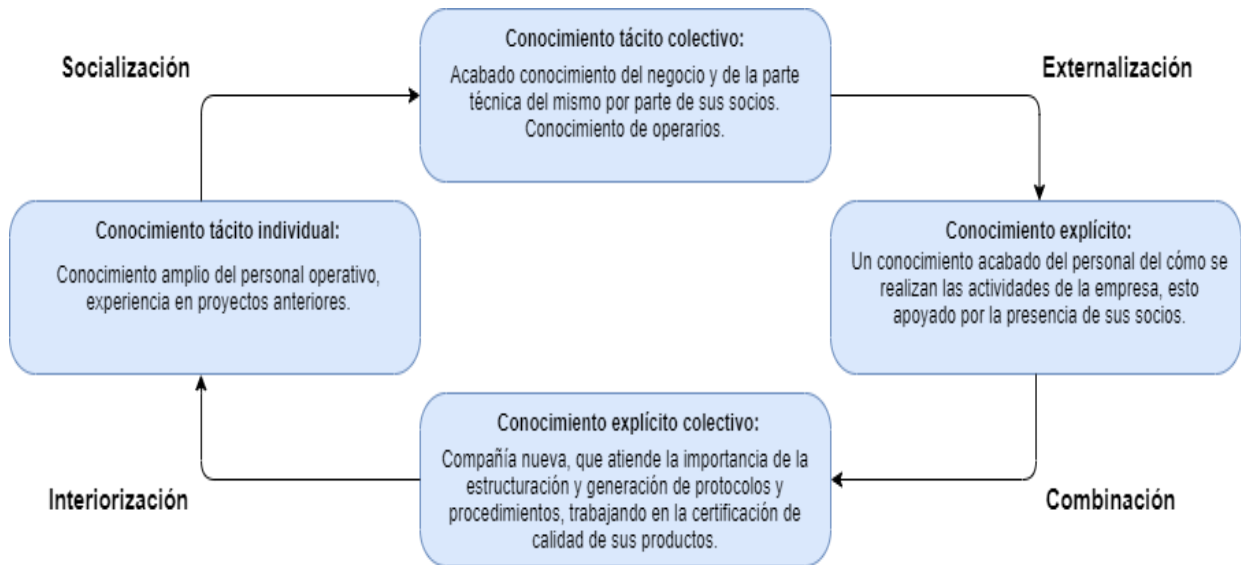 Socialización
Conocimiento tácito colectivo:
Acabado conocimiento del negocio y de la parte
técnica del mismo por parte de sus socios.
Conocimiento de operarios.
Externalización
Conocimiento tácito individual:
Conocimiento amplio del personal operativo,
experiencia en proyectos anteriores.
Conocimiento explícito:
Un conocimiento acabado del personal del cómo se
realizan las actividades de la empresa, esto
apoyado por la presencia de sus socios.
Interiorización
Conocimiento explícito colectivo:
Compañía nueva, que atiende la importancia de la
estructuración y generación de protocolos y
procedimientos, trabajando en la certificación de
calidad de sus productos.
Combinación